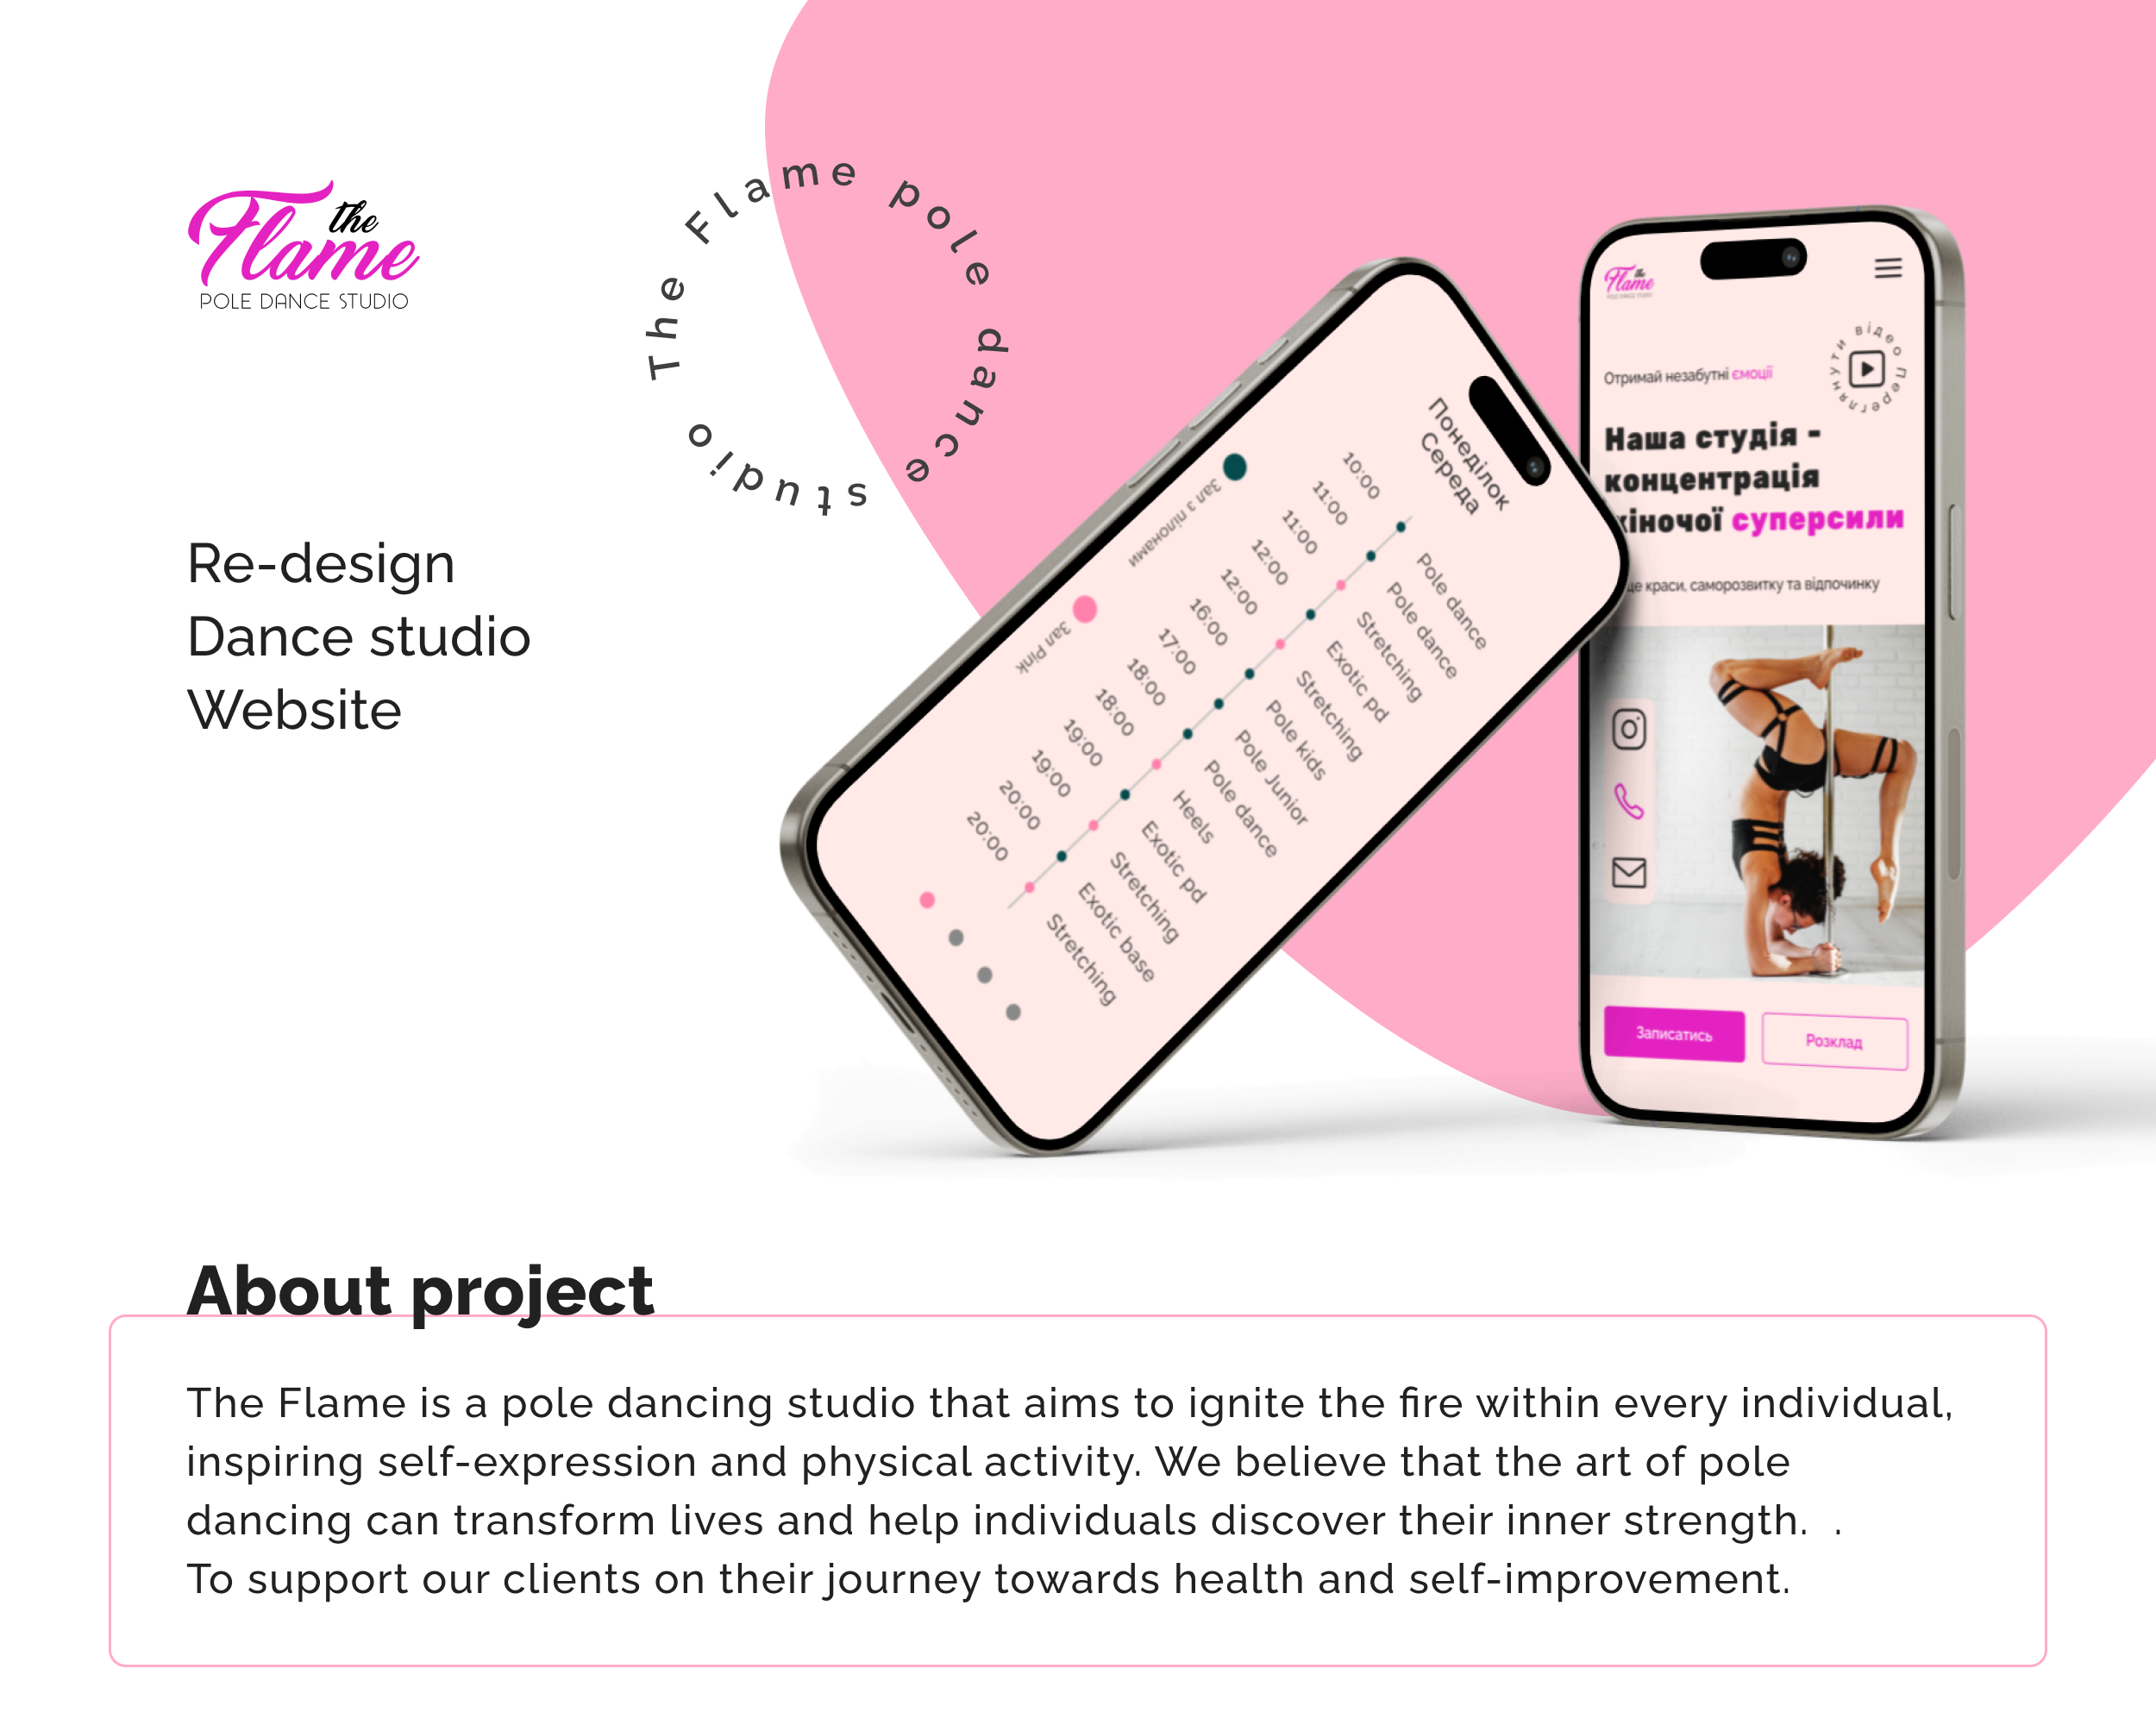 the
Flame
POLE DANCE STUDIO
The Flame pole dance studio
Re-design
Dance studio
Website
Понеділок
Середа
10:00 Pole dance
11:00 Pole dance
11:00 Stretching
12:00 Exotic pd
12:00 Stretching
16:00 Pole kids
17:00 Pole Junior
18:00 Pole dance
18:00 Heels
19:00 Exotic pd
19:00 Stretching
20:00 Exotic base
20:00 Stretching
Зал з пілонами
Зал Pink
the
Flame
POLE DANCE STUDIO
Переглянути відео
Отримай незабутні ємоції
Наша студія -
концентрація
жіночої суперсили
це краси, саморозвитку та відпочинку
Записатись
Розклад
About project
The Flame is a pole dancing studio that aims to ignite the fire within every individual,
inspiring self-expression and physical activity. We believe that the art of pole
dancing can transform lives and help individuals discover their inner strength. .
To support our clients on their journey towards health and self-improvement.